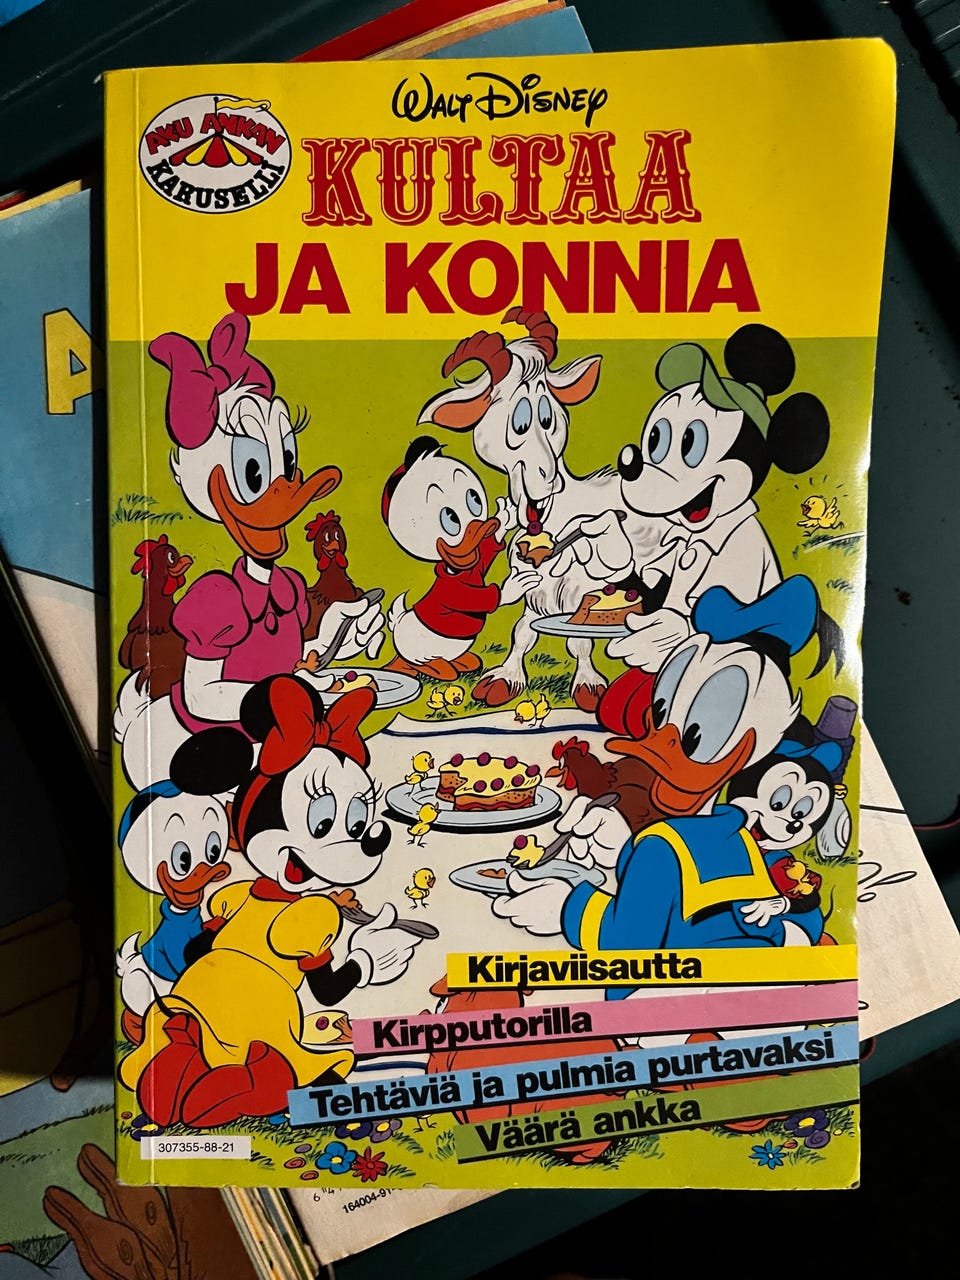 AKU ANKAN
KARUSELLI
WALT DISNEY
KULTAA
JA KONNIA
A
Kirjaviisautta
Kirpputorilla
Tehtäviä ja pulmia purtavaksi
Väärä ankka
307355-88-21